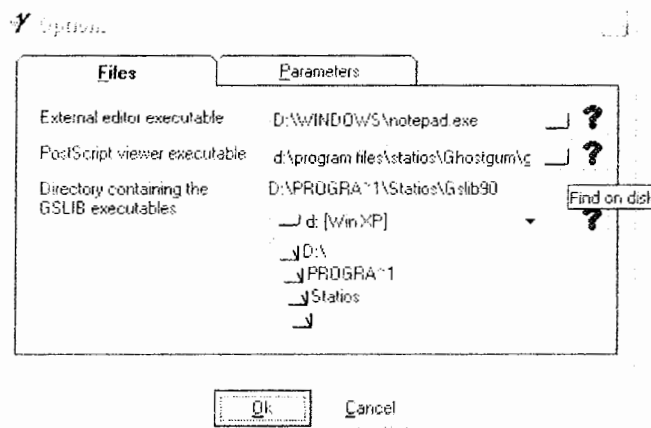 Options
Files
Parameters
External editor executable
D:\WINDOWS\notepad.exe
?
PostScript viewer executable
d:\program files\statios\Ghostgum\g
?
Directory containing the
GSLIB executables
D:\PROGRA~1\Statios\Gslib90
Find on disk
d: [Win XP]
?
D:\
PROGRA~1
Statios
Ok
Cancel